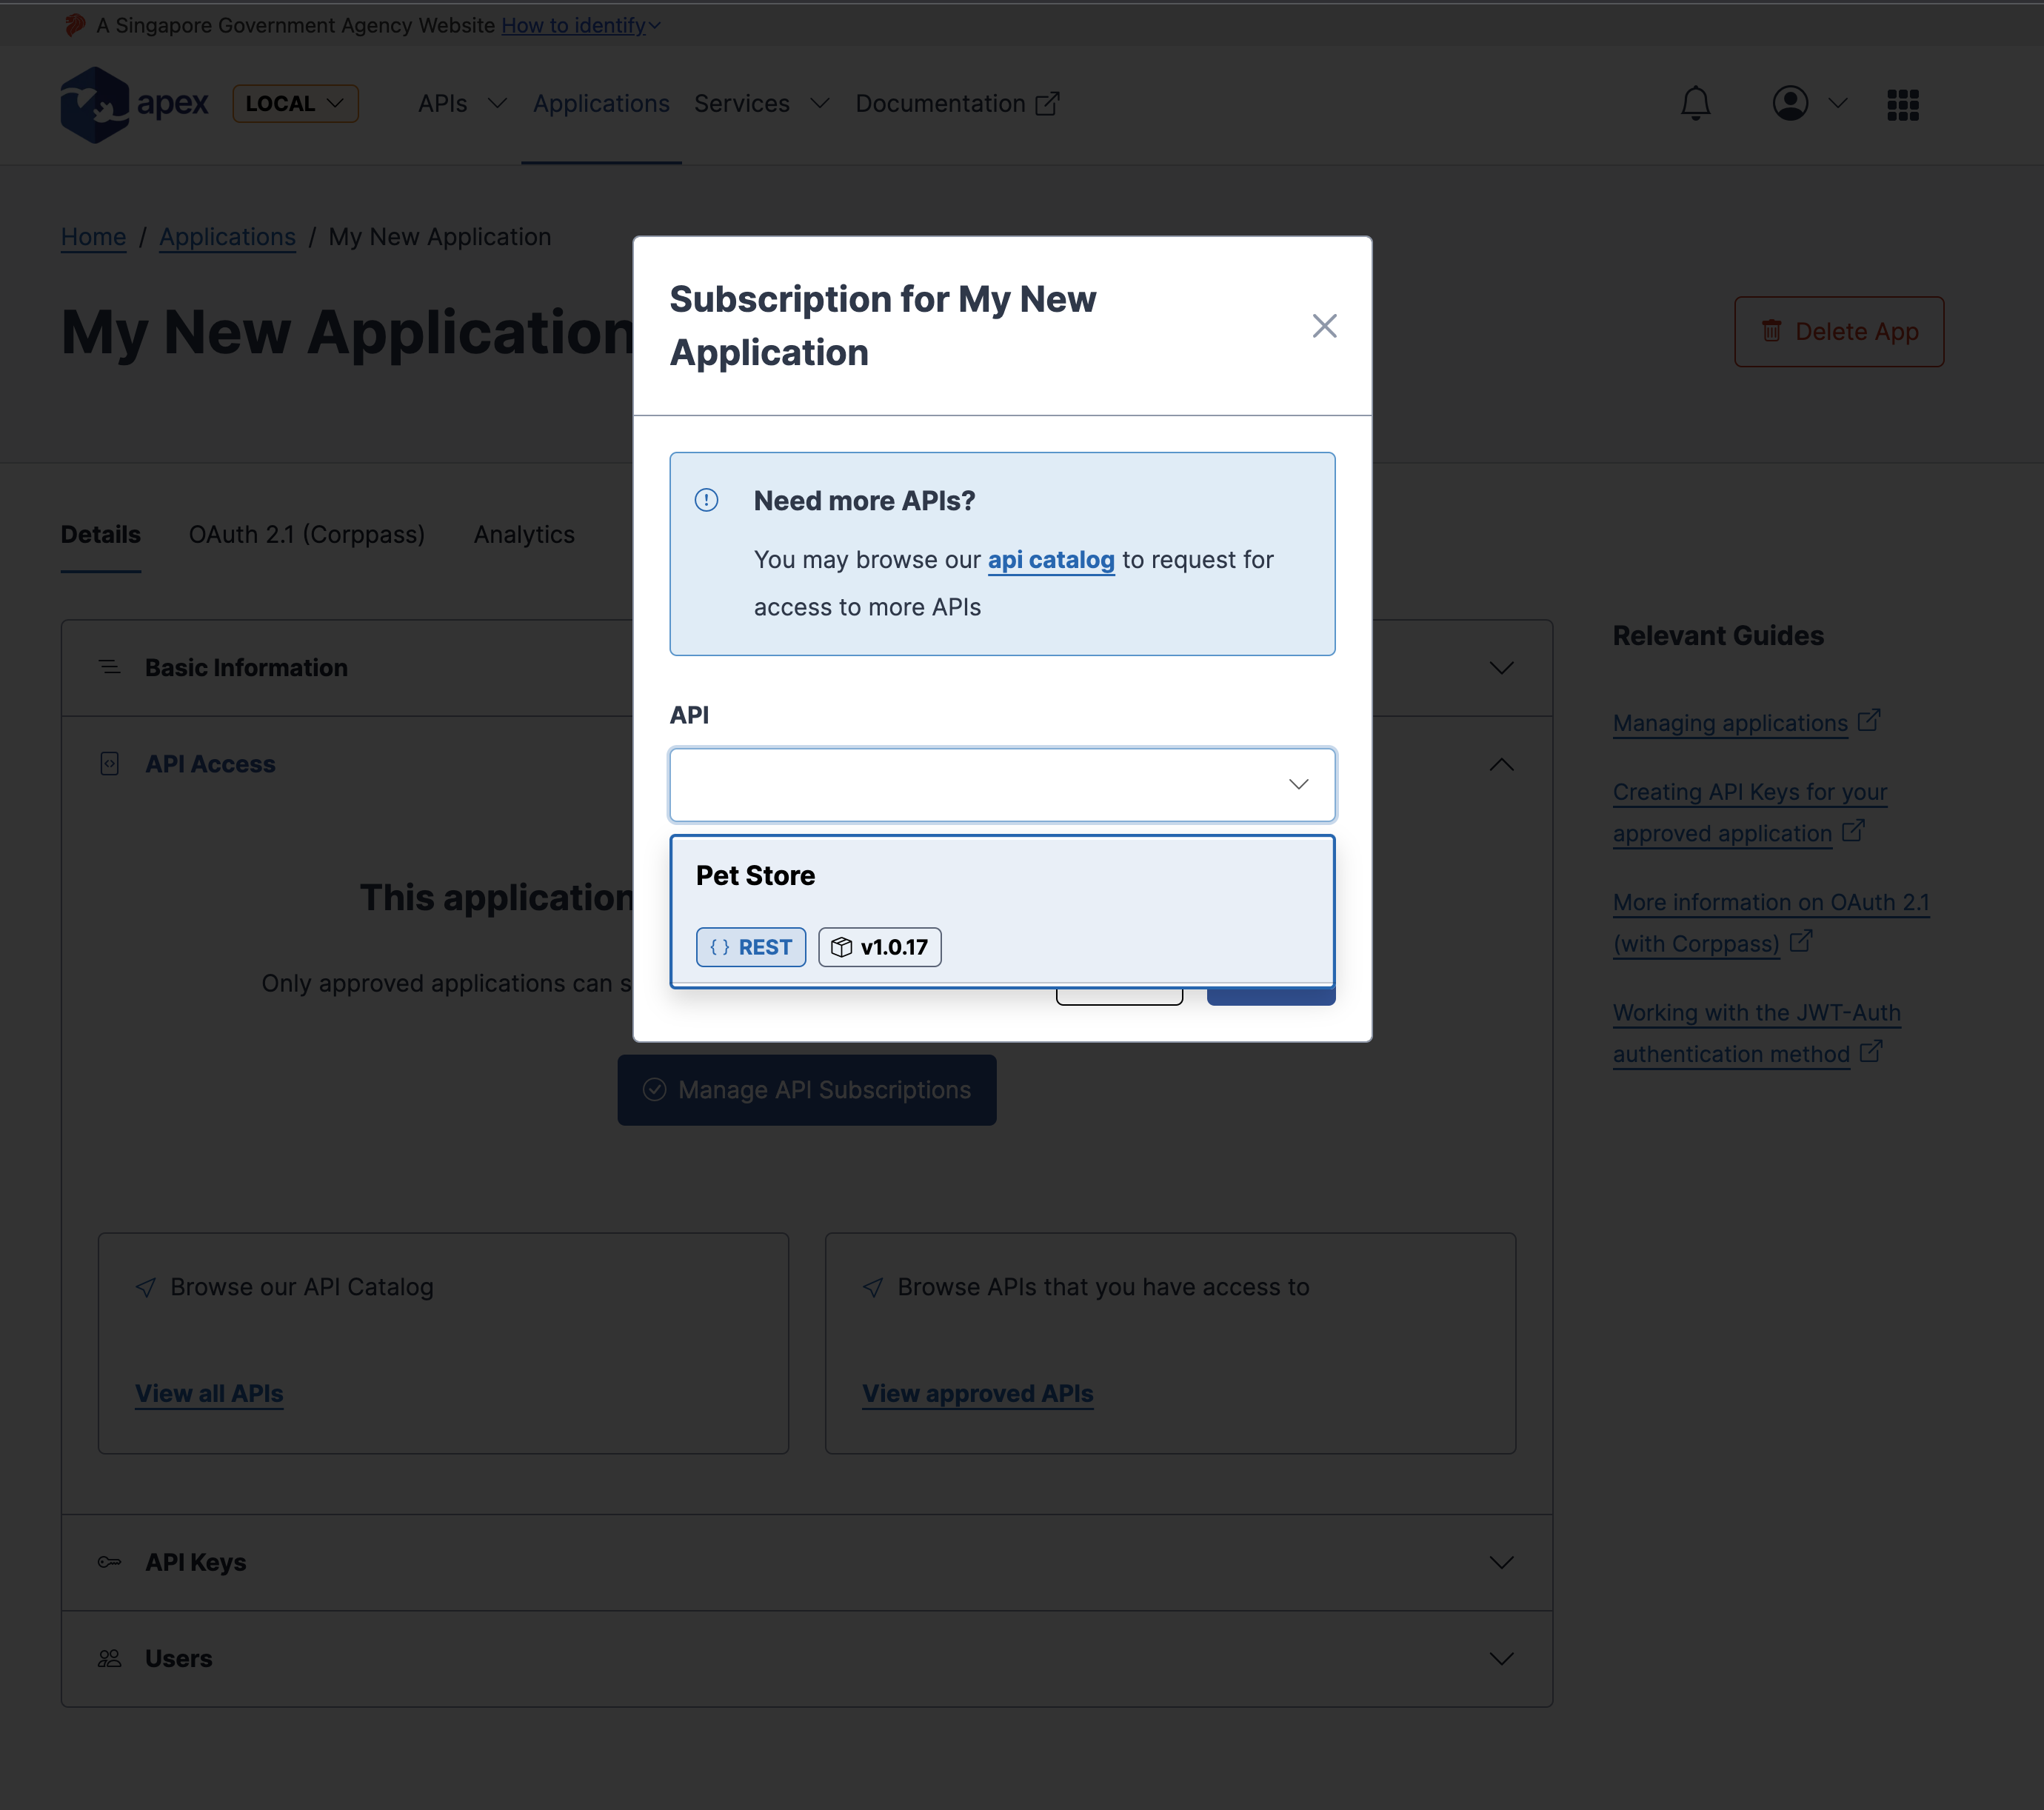 A Singapore Government Agency Website How to identify
apex
LOCAL
APIs
Applications
Services
Documentation
Home / Applications / My New Application
My New Application
Delete App
Details
OAuth 2.1 (Corppass)
Analytics
Basic Information
API Access
This application
Only approved applications can s
Manage API Subscriptions
Browse our API Catalog
View all APIs
Browse APIs that you have access to
View approved APIs
API Keys
Users
Subscription for My New
Application
Need more APIs?
You may browse our api catalog to request for
access to more APIs
API
Pet Store
{ } REST
v1.0.17
Relevant Guides
Managing applications
Creating API Keys for your
approved application
More information on OAuth 2.1
(with Corppass)
Working with the JWT-Auth
authentication method